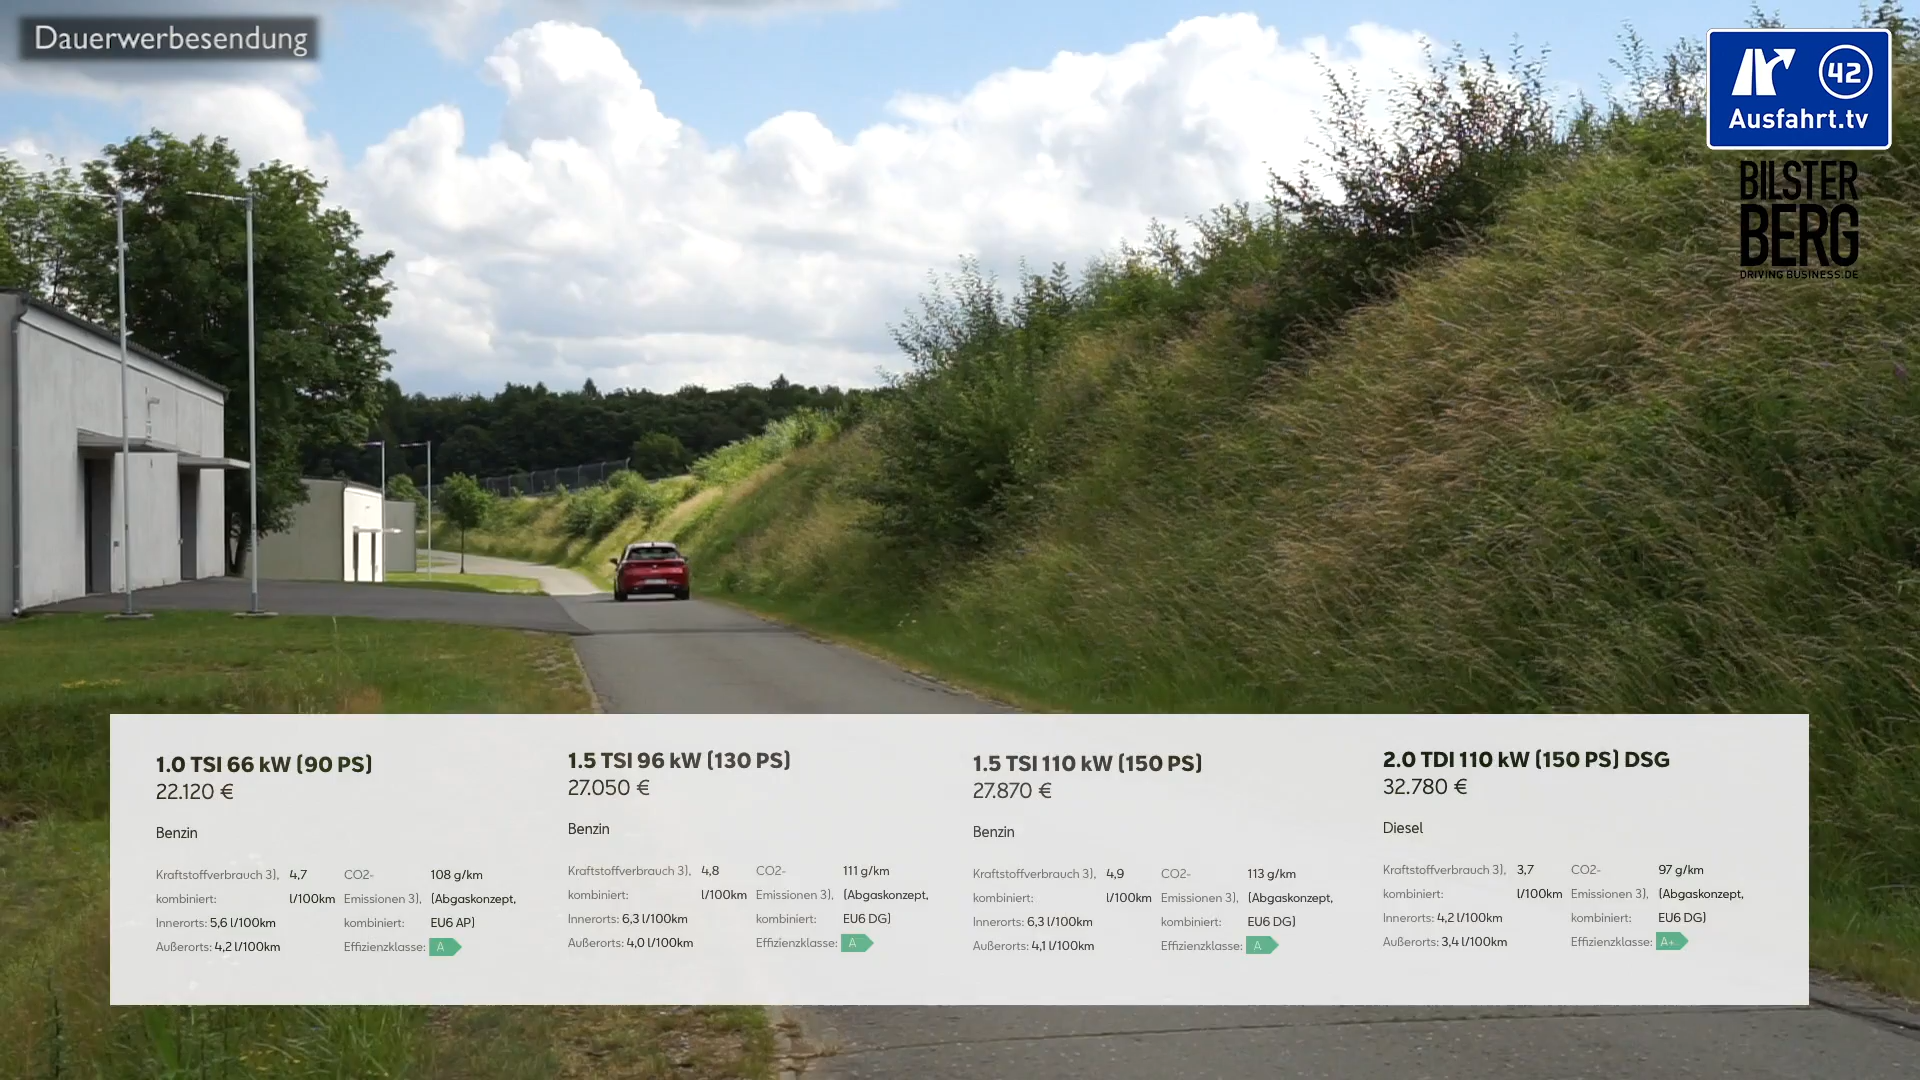 Dauerwerbesendung
42
Ausfahrt.tv
BILSTER
BERG
DRIVING BUSINESS.DE
1.0 TSI 66 kW (90 PS)
22.120 €
Benzin
Kraftstoffverbrauch 3), 4,7 CO2- 108 g/km
kombiniert: l/100km Emissionen 3), (Abgaskonzept,
Innerorts: 5,6 l/100km kombiniert: EU6 AP)
Außerorts: 4,2 l/100km Effizienzklasse: A
1.5 TSI 96 kW (130 PS)
27.050 €
Benzin
Kraftstoffverbrauch 3), 4,8 CO2- 111 g/km
kombiniert: l/100km Emissionen 3), (Abgaskonzept,
Innerorts: 6,3 l/100km kombiniert: EU6 DG)
Außerorts: 4,0 l/100km Effizienzklasse: A
1.5 TSI 110 kW (150 PS)
27.870 €
Benzin
Kraftstoffverbrauch 3), 4,9 CO2- 113 g/km
kombiniert: l/100km Emissionen 3), (Abgaskonzept,
Innerorts: 6,3 l/100km kombiniert: EU6 DG)
Außerorts: 4,1 l/100km Effizienzklasse: A
2.0 TDI 110 kW (150 PS) DSG
32.780 €
Diesel
Kraftstoffverbrauch 3), 3,7 CO2- 97 g/km
kombiniert: l/100km Emissionen 3), (Abgaskonzept,
Innerorts: 4,2 l/100km kombiniert: EU6 DG)
Außerorts: 3,4 l/100km Effizienzklasse: A+